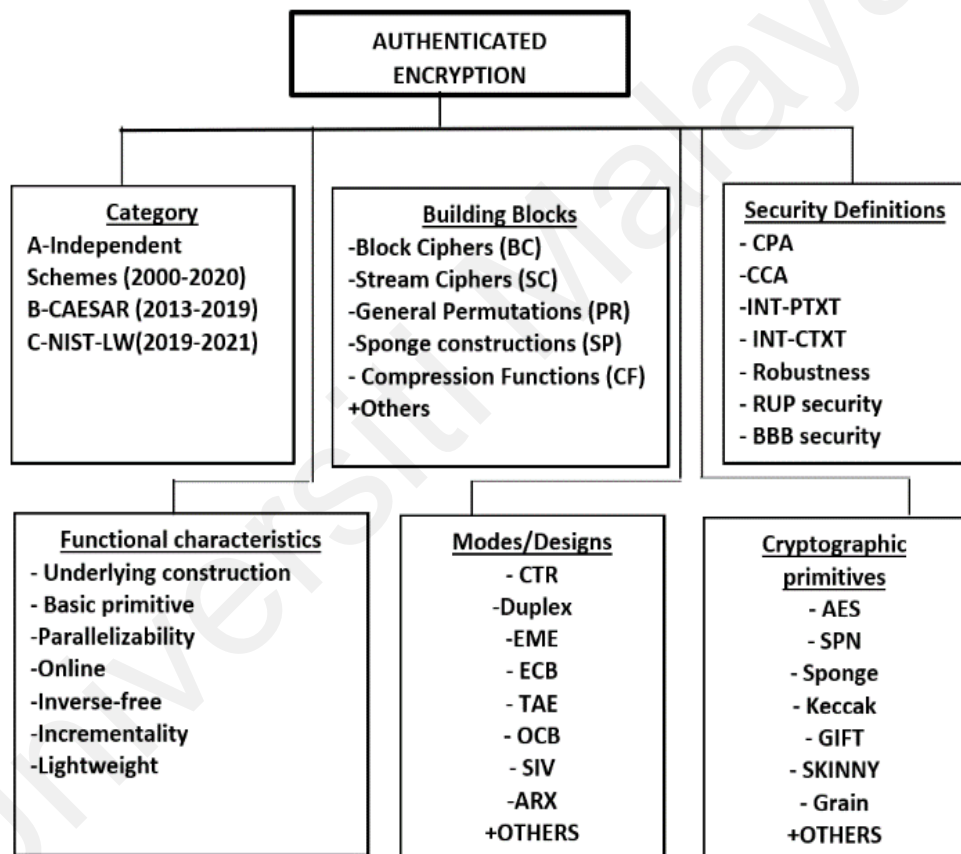 AUTHENTICATED
ENCRYPTION
Category
A-Independent
Schemes (2000-2020)
B-CAESAR (2013-2019)
C-NIST-LW(2019-2021)
Building Blocks
-Block Ciphers (BC)
-Stream Ciphers (SC)
-General Permutations (PR)
-Sponge constructions (SP)
- Compression Functions (CF)
+Others
Security Definitions
- CPA
-CCA
-INT-PTXT
- INT-CTXT
- Robustness
- RUP security
- BBB security
Functional characteristics
- Underlying construction
- Basic primitive
-Parallelizability
-Online
-Inverse-free
-Incrementality
-Lightweight
Modes/Designs
- CTR
-Duplex
-EME
- ECB
- TAE
- OCB
- SIV
-ARX
+OTHERS
Cryptographic
primitives
- AES
- SPN
- Sponge
- Keccak
- GIFT
- SKINNY
- Grain
+OTHERS
Universiti Malaya